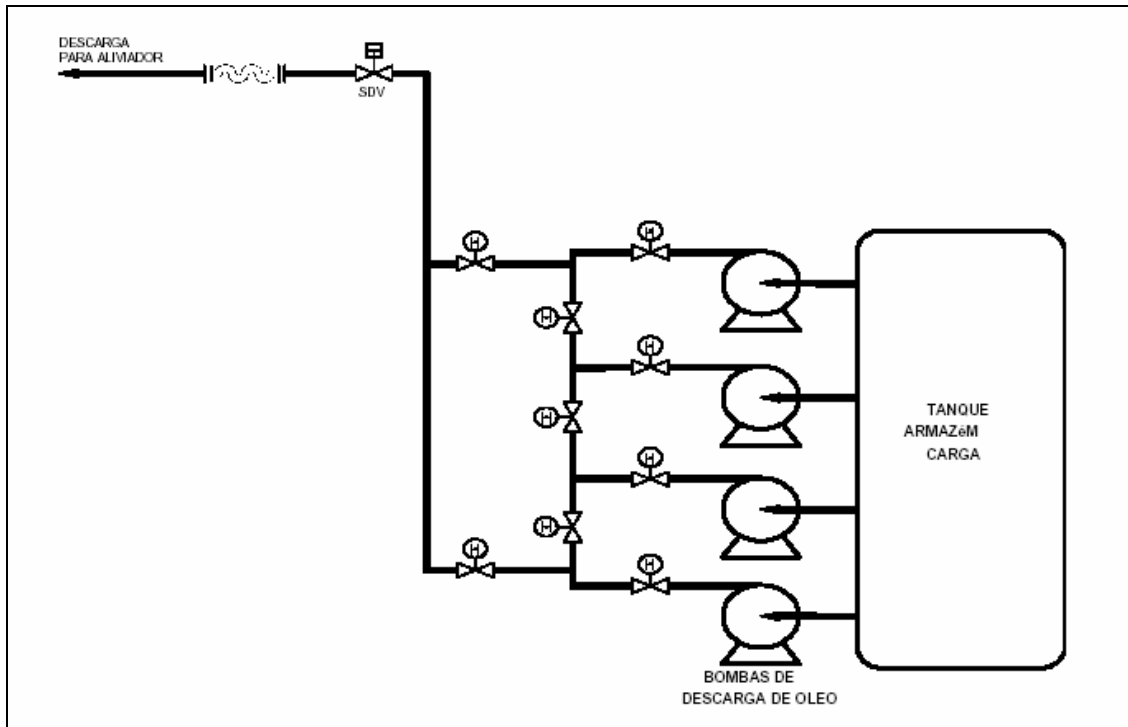 DESCARGA
PARA ALIVIADOR
SDV
H
H
H
H
H
H
H
H
H
TANQUE
ARMAZéM
CARGA
BOMBAS DE
DESCARGA DE OLEO